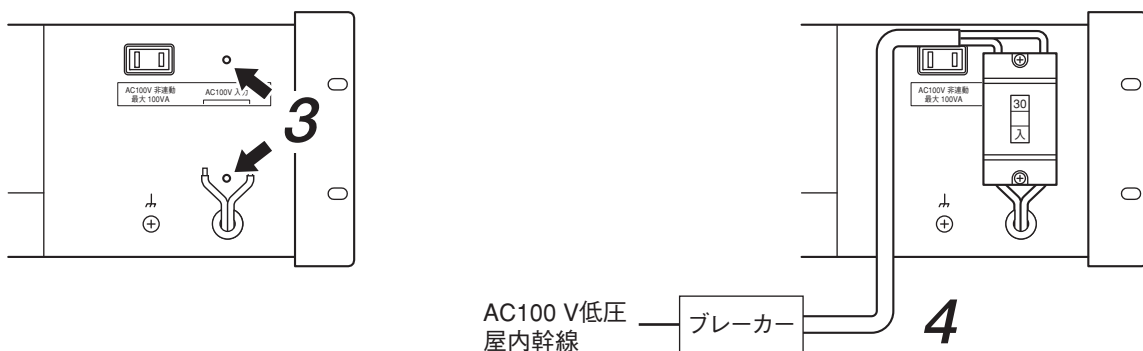 AC100V 非連動
最大 100VA
AC100V 入力
3
AC100V 非連動
最大 100VA
30
入
AC100 V低圧
屋内幹線
ブレーカー
4